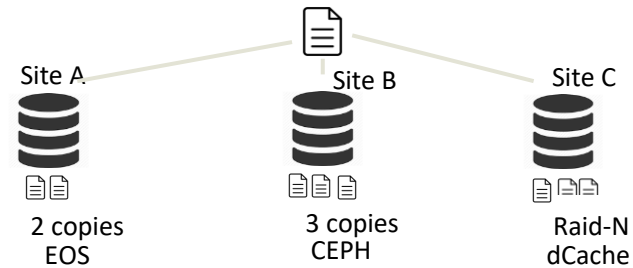 Site A
Site B
Site C
2 copies
EOS
3 copies
CEPH
Raid-N
dCache